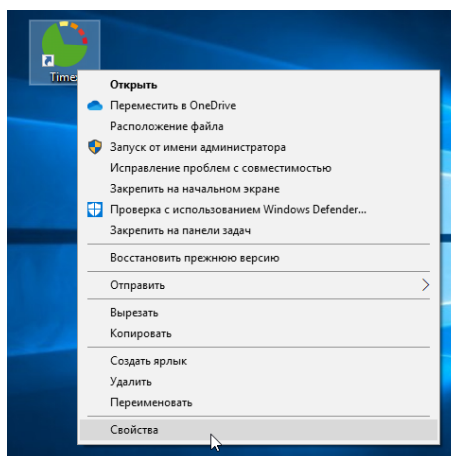 Открыть
Переместить в OneDrive
Расположение файла
Запуск от имени администратора
Исправление проблем с совместимостью
Закрепить на начальном экране
Проверка с использованием Windows Defender...
Закрепить на панели задач
Восстановить прежнюю версию
Отправить
Вырезать
Копировать
Создать ярлык
Удалить
Переименовать
Свойства